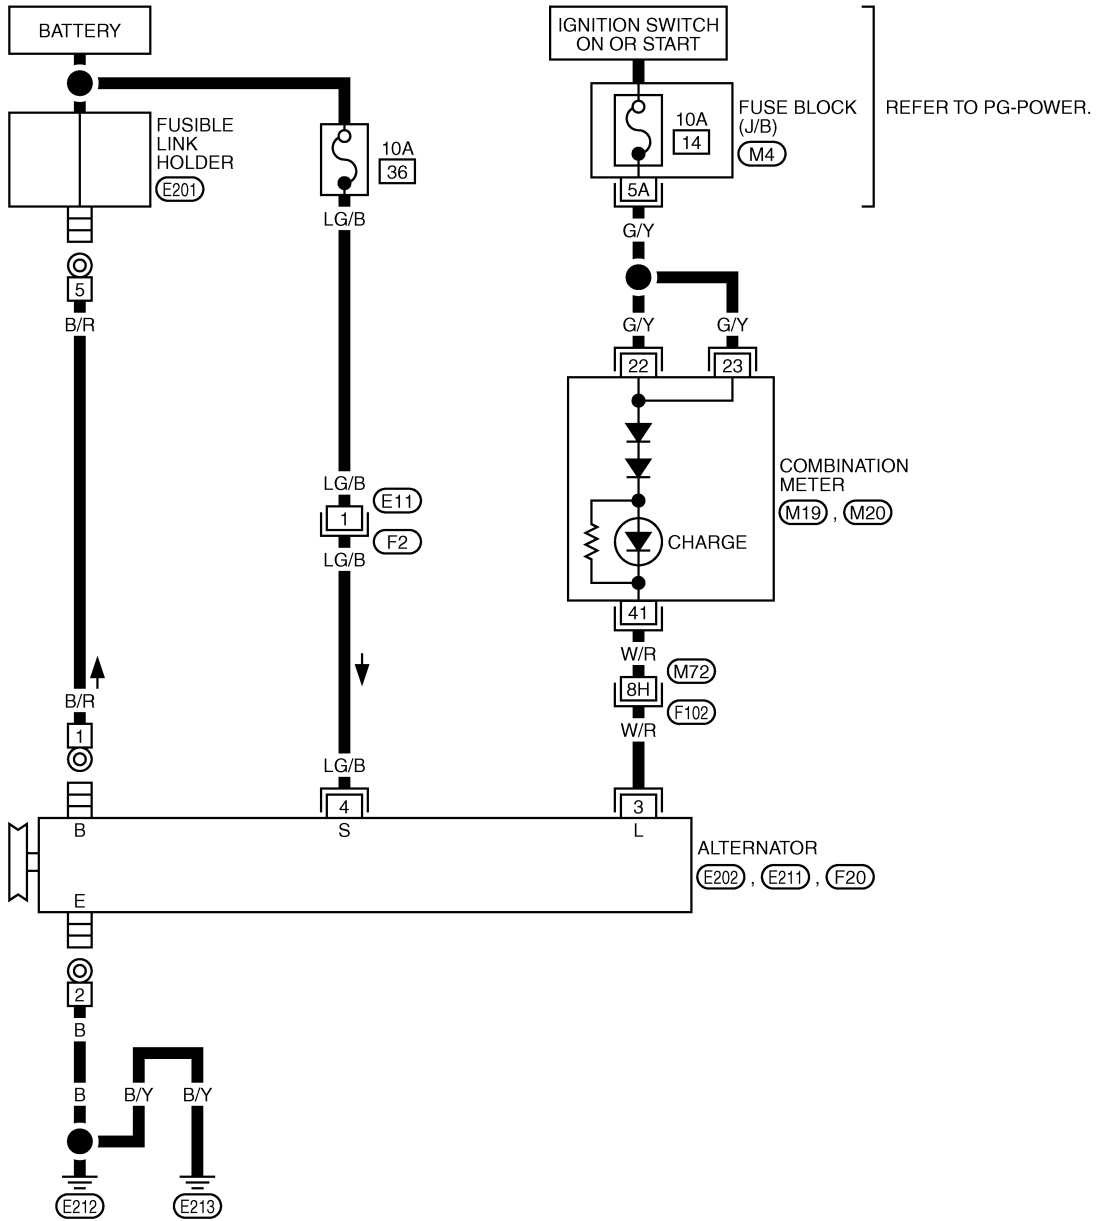 BATTERY
IGNITION SWITCH
ON OR START
FUSIBLE
LINK
HOLDER
E201
10A
36
LG/B
10A
14
FUSE BLOCK
(J/B)
M4
REFER TO PG-POWER.
5A
G/Y
5
B/R
G/Y
G/Y
22
23
COMBINATION
METER
M19 , M20
CHARGE
LG/B
1
E11
F2
LG/B
41
W/R
M72
8H
F102
W/R
B/R
1
LG/B
4
3
B
S
L
ALTERNATOR
E202 , E211 , F20
E
2
B
B
B/Y
B/Y
E212
E213